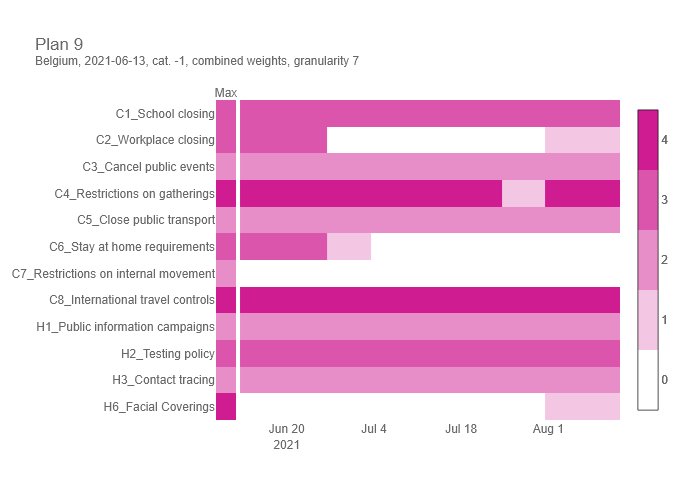 Plan 9
Belgium, 2021-06-13, cat. -1, combined weights, granularity 7
Max
C1_School closing
C2_Workplace closing
C3_Cancel public events
C4_Restrictions on gatherings
C5_Close public transport
C6_Stay at home requirements
C7_Restrictions on internal movement
C8_International travel controls
H1_Public information campaigns
H2_Testing policy
H3_Contact tracing
H6_Facial Coverings
4
3
2
1
0
Jun 20 Jul 4 Jul 18 Aug 1
2021